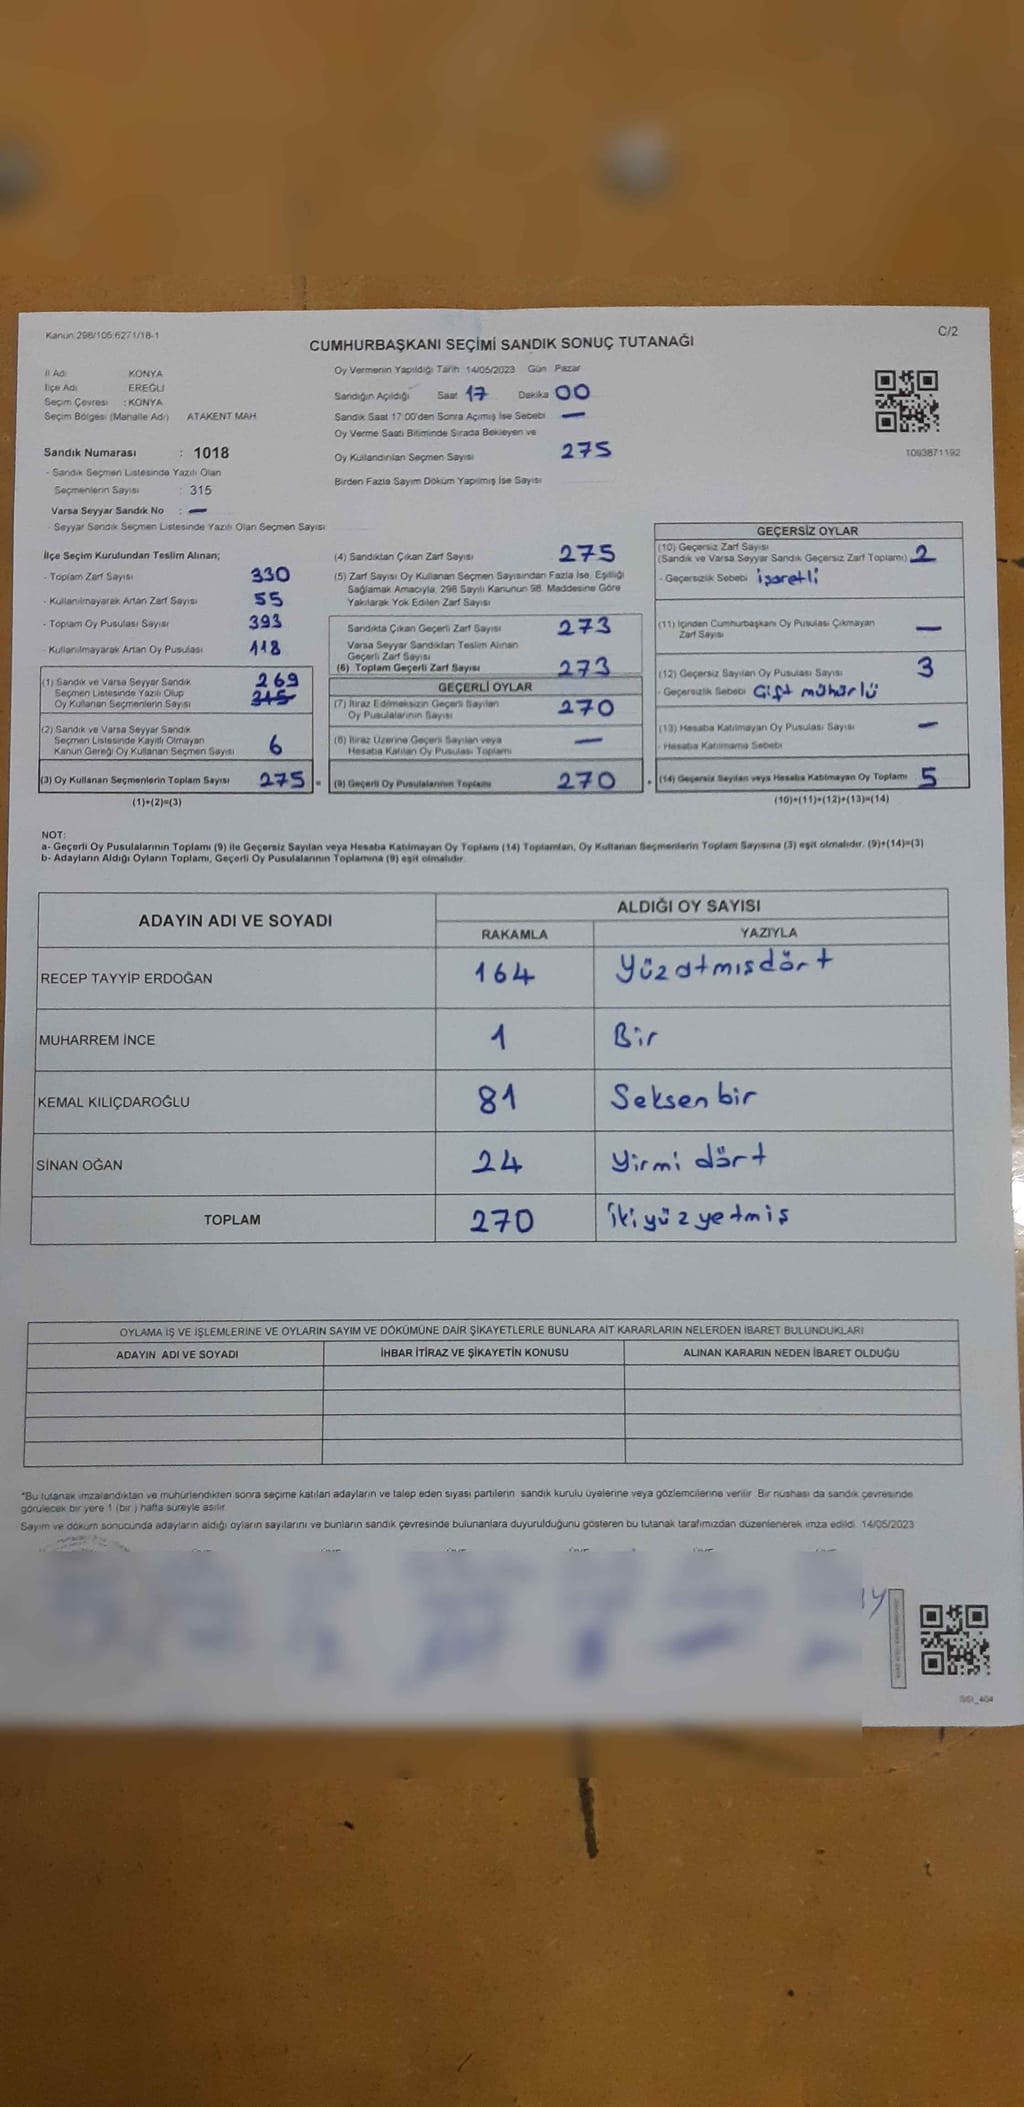 Kanun:298/105 6271/18-1
C/2
CUMHURBAŞKANI SEÇİMİ SANDIK SONUÇ TUTANAĞI
İl Adı KONYA
İlçe Adı EREĞLİ
Seçim Çevresi : KONYA
Seçim Bölgesi (Mahalle Adı) ATAKENT MAH
Oy Vermenin Yapıldığı Tarih 14/05/2023 Gün Pazar
Sandığın Açıldığı Saat 17 Dakika 00
Sandık Saat 17:00'den Sonra Açımış İse Sebebi —
Oy Verme Saati Bitiminde Sırada Bekleyen ve
Oy Kullandırılan Seçmen Sayısı 275
Birden Fazla Sayım Döküm Yapılmış İse Sayısı
1093871192
Sandık Numarası : 1018
- Sandık Seçmen Listesinde Yazılı Olan
Seçmenlerin Sayısı : 315
Varsa Seyyar Sandık No : —
- Seyyar Sandık Seçmen Listesinde Yazılı Olan Seçmen Sayısı
İlçe Seçim Kurulundan Teslim Alınan;
- Toplam Zarf Sayısı 330
- Kullanılmayarak Artan Zarf Sayısı 55
- Toplam Oy Pusulası Sayısı 393
- Kullanılmayarak Artan Oy Pusulası 118
(1) Sandık ve Varsa Seyyar Sandık 269
Seçmen Listesinde Yazılı Olup 315
Oy Kullanan Seçmenlerin Sayısı
(2) Sandık ve Varsa Seyyar Sandık
Seçmen Listesinde Kayıtlı Olmayan
Kanun Gereği Oy Kullanan Seçmen Sayısı 6
(3) Oy Kullanan Seçmenlerin Toplam Sayısı 275 =
(1)+(2)=(3)
(4) Sandıktan Çıkan Zarf Sayısı 275
(5) Zarf Sayısı Oy Kullanan Seçmen Sayısından Fazla İse, Eşitliği
Sağlamak Amacıyla, 298 Sayılı Kanunun 98. Maddesine Göre
Yakılarak Yok Edilen Zarf Sayısı
Sandıkta Çıkan Geçerli Zarf Sayısı 273
Varsa Seyyar Sandıktan Teslim Alınan
Geçerli Zarf Sayısı
(6) Toplam Geçerli Zarf Sayısı 273
GEÇERLİ OYLAR
(7) İtiraz Edilmeksizin Geçerli Sayılan
Oy Pusulalarının Sayısı 270
(8) İtiraz Üzerine Geçerli Sayılan veya
Hesaba Katılan Oy Pusulası Toplamı —
(9) Geçerli Oy Pusulalarının Toplamı 270 +
GEÇERSİZ OYLAR
(10) Geçersiz Zarf Sayısı
(Sandık ve Varsa Seyyar Sandık Geçersiz Zarf Toplamı) 2
- Geçersizlik Sebebi işaretli
(11) İçinden Cumhurbaşkanı Oy Pusulası Çıkmayan
Zarf Sayısı —
(12) Geçersiz Sayılan Oy Pusulası Sayısı 3
- Geçersizlik Sebebi Çift mühürlü
(13) Hesaba Katılmayan Oy Pusulası Sayısı —
- Hesaba Katılmama Sebebi
(14) Geçersiz Sayılan veya Hesaba Katılmayan Oy Toplamı 5
(10)+(11)+(12)+(13)=(14)
NOT:
a- Geçerli Oy Pusulalarının Toplamı (9) ile Geçersiz Sayılan veya Hesaba Katılmayan Oy Toplamı (14) Toplamları, Oy Kullanan Seçmenlerin Toplam Sayısına (3) eşit olmalıdır. (9)+(14)=(3)
b- Adayların Aldığı Oyların Toplamı, Geçerli Oy Pusulalarının Toplamına (9) eşit olmalıdır.
ADAYIN ADI VE SOYADI ALDIĞI OY SAYISI
RAKAMLA YAZIYLA
RECEP TAYYİP ERDOĞAN 164 Yüzatmışdört
MUHARREM İNCE 1 Bir
KEMAL KILIÇDAROĞLU 81 Seksenbir
SİNAN OĞAN 24 Yirmi dört
TOPLAM 270 İkiyüzyetmiş
OYLAMA İŞ VE İŞLEMLERİNE VE OYLARIN SAYIM VE DÖKÜMÜNE DAİR ŞİKAYETLERLE BUNLARA AİT KARARLARIN NELERDEN İBARET BULUNDUKLARI
ADAYIN ADI VE SOYADI İHBAR İTİRAZ VE ŞİKAYETİN KONUSU ALINAN KARARIN NEDEN İBARET OLDUĞU
*Bu tutanak imzalandıktan ve mühürlendikten sonra seçime katılan adayların ve talep eden siyasi partilerin sandık kurulu üyelerine veya gözlemcilerine verilir. Bir nüshası da sandık çevresinde
görülecek bir yere 1 (bir ) hafta süreyle asılır.
Sayım ve döküm sonucunda adayların aldığı oyların sayılarını ve bunların sandık çevresinde bulunanlara duyurulduğunu gösteren bu tutanak tarafımızdan düzenlenerek imza edildi. 14/05/2023